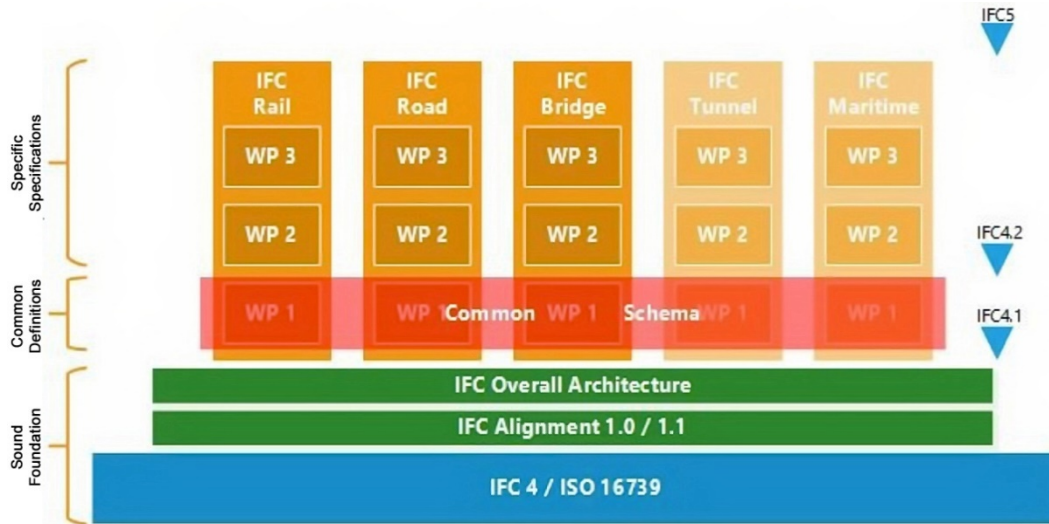 IFC5
IFC
Rail
IFC
Road
IFC
Bridge
IFC
Tunnel
IFC
Maritime
Specific
Specifications
WP 3
WP 3
WP 3
WP 3
WP 3
WP 2
WP 2
WP 2
WP 2
WP 2
IFC4.2
Common
Definitions
WP 1
WP 1
WP 1
WP 1
WP 1
Common Schema
IFC4.1
Sound
Foundation
IFC Overall Architecture
IFC Alignment 1.0 / 1.1
IFC 4 / ISO 16739